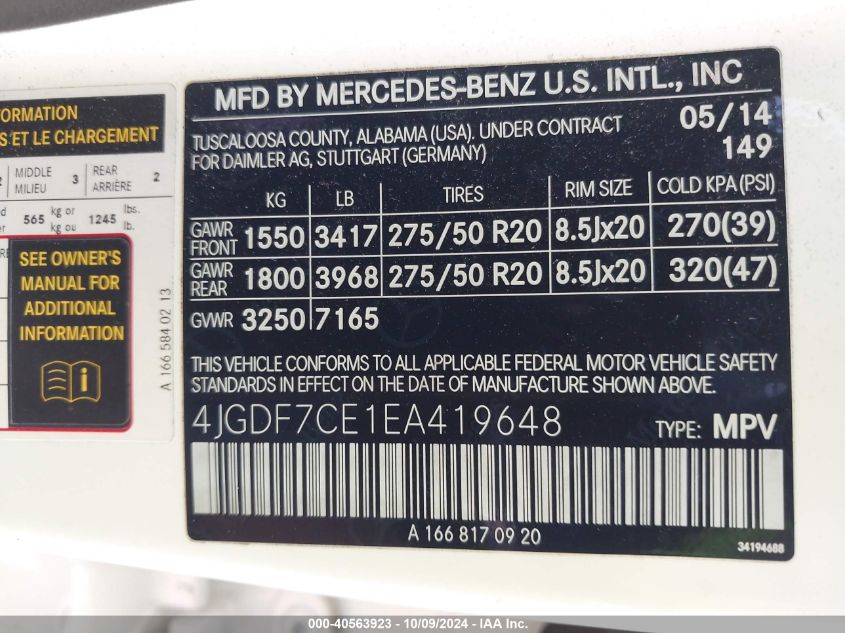 FORMATION
S ET LE CHARGEMENT
2 MIDDLE MILIEU 3 REAR ARRIÈRE 2
565 kg or kg ou 1245 lbs. lb.
SEE OWNER'S
MANUAL FOR
ADDITIONAL
INFORMATION
A 166 584 02 13
MFD BY MERCEDES-BENZ U.S. INTL., INC
TUSCALOOSA COUNTY, ALABAMA (USA). UNDER CONTRACT 05/14
FOR DAIMLER AG, STUTTGART (GERMANY) 149
KG LB TIRES RIM SIZE COLD KPA (PSI)
GAWR FRONT 1550 3417 275/50 R20 8.5Jx20 270(39)
GAWR REAR 1800 3968 275/50 R20 8.5Jx20 320(47)
GVWR 3250 7165
THIS VEHICLE CONFORMS TO ALL APPLICABLE FEDERAL MOTOR VEHICLE SAFETY
STANDARDS IN EFFECT ON THE DATE OF MANUFACTURE SHOWN ABOVE.
4JGDF7CE1EA419648 TYPE: MPV
A 166 817 09 20
34194688
000-40563923 - 10/09/2024 - IAA Inc.